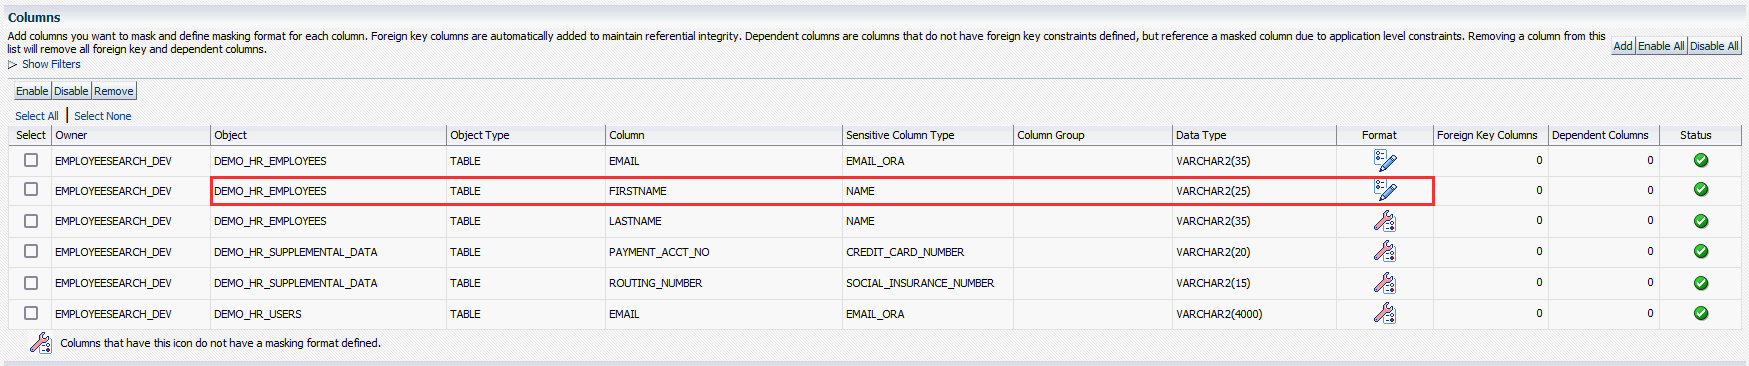 Columns
Add columns you want to mask and define masking format for each column. Foreign key columns are automatically added to maintain referential integrity. Dependent columns are columns that do not have foreign key constraints defined, but reference a masked column due to application level constraints. Removing a column from this
list will remove all foreign key and dependent columns.
Add Enable All Disable All
Show Filters
Enable Disable Remove
Select All | Select None
Select Owner Object Object Type Column Sensitive Column Type Column Group Data Type Format Foreign Key Columns Dependent Columns Status
EMPLOYEESEARCH_DEV DEMO_HR_EMPLOYEES TABLE EMAIL EMAIL_ORA VARCHAR2(35) 0 0
EMPLOYEESEARCH_DEV DEMO_HR_EMPLOYEES TABLE FIRSTNAME NAME VARCHAR2(25) 0 0
EMPLOYEESEARCH_DEV DEMO_HR_EMPLOYEES TABLE LASTNAME NAME VARCHAR2(35) 0 0
EMPLOYEESEARCH_DEV DEMO_HR_SUPPLEMENTAL_DATA TABLE PAYMENT_ACCT_NO CREDIT_CARD_NUMBER VARCHAR2(20) 0 0
EMPLOYEESEARCH_DEV DEMO_HR_SUPPLEMENTAL_DATA TABLE ROUTING_NUMBER SOCIAL_INSURANCE_NUMBER VARCHAR2(15) 0 0
EMPLOYEESEARCH_DEV DEMO_HR_USERS TABLE EMAIL EMAIL_ORA VARCHAR2(4000) 0 0
Columns that have this icon do not have a masking format defined.